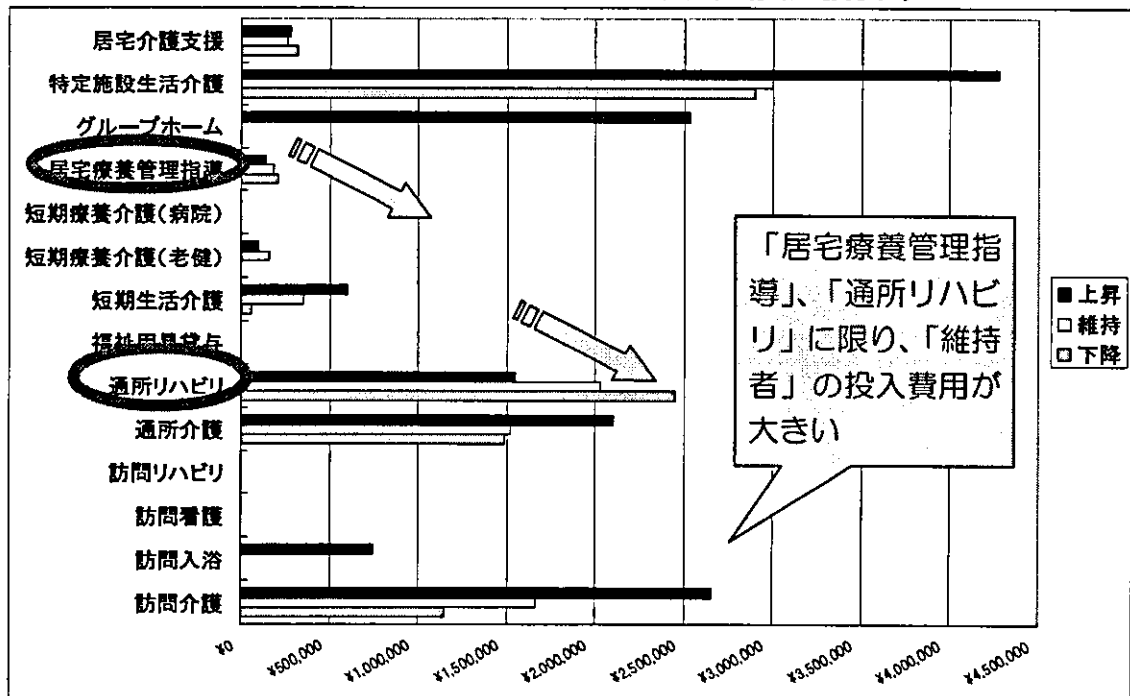 居宅介護支援
特定施設生活介護
グループホーム
居宅療養管理指導
短期療養介護(病院)
短期療養介護(老健)
短期生活介護
福祉用具貸与
通所リハビリ
通所介護
訪問リハビリ
訪問看護
訪問入浴
訪問介護
¥0
¥500,000
¥1,000,000
¥1,500,000
¥2,000,000
¥2,500,000
¥3,000,000
¥3,500,000
¥4,000,000
¥4,500,000
「居宅療養管理指
導」、「通所リハビ
リ」に限り、「維持
者」の投入費用が
大きい
■上昇
□維持
□下降